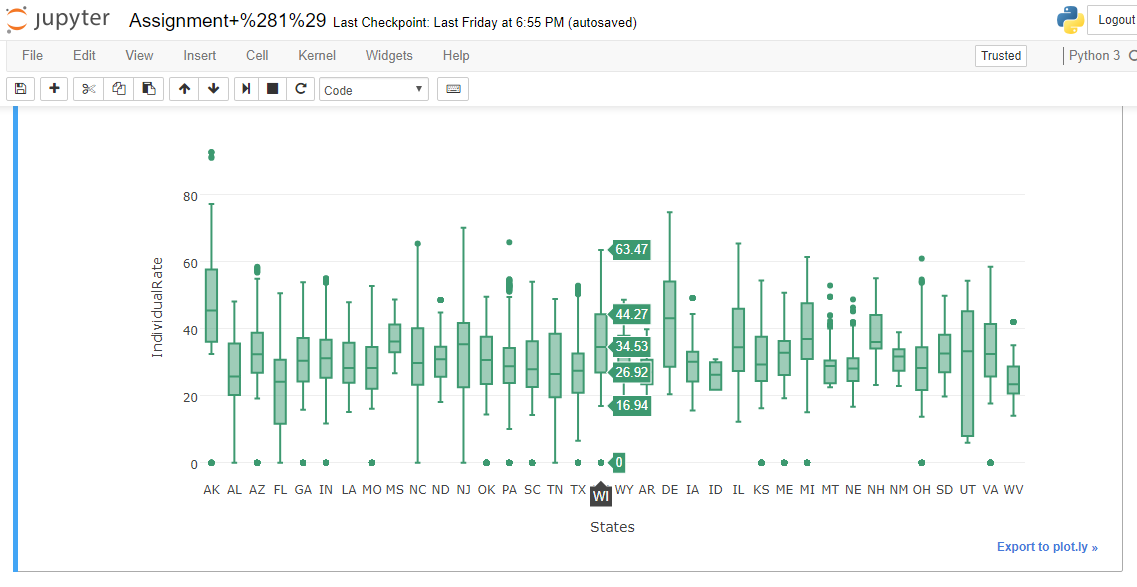 jupyter Assignment+%281%29 Last Checkpoint: Last Friday at 6:55 PM (autosaved) Logout
File Edit View Insert Cell Kernel Widgets Help Trusted Python 3
Code
80
60
40
20
0
IndividualRate
63.47
44.27
34.53
26.92
16.94
0
AK AL AZ FL GA IN LA MO MS NC ND NJ OK PA SC TN TX WI WY AR DE IA ID IL KS ME MI MT NE NH NM OH SD UT VA WV
States
Export to plot.ly »